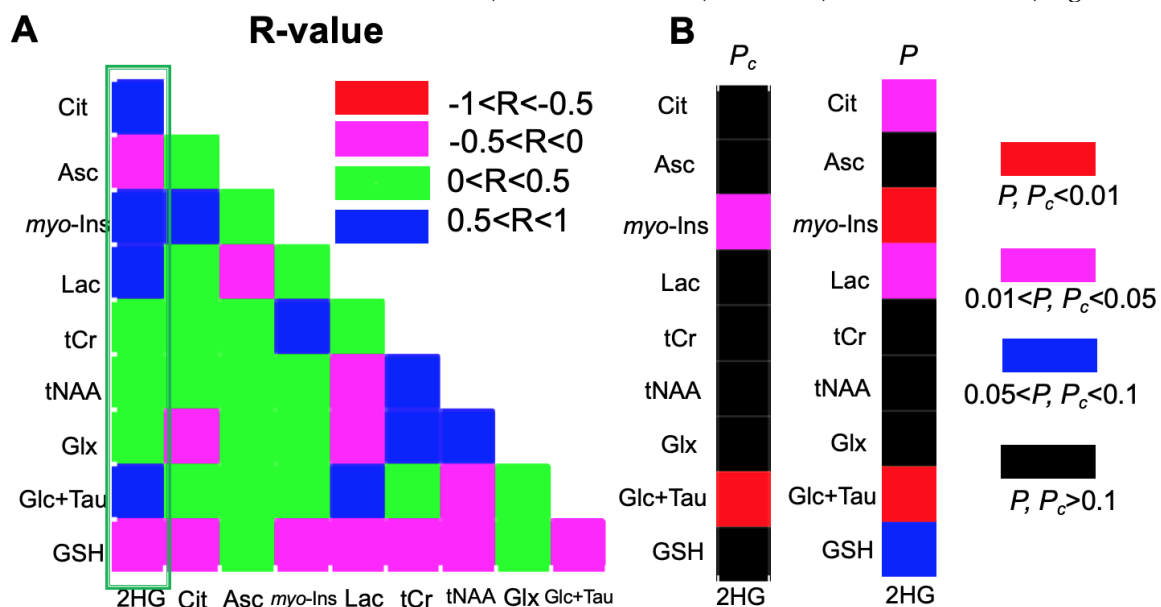 A
R-value
Cit
Asc
myo-Ins
Lac
tCr
tNAA
Glx
Glc+Tau
GSH
2HG Cit Asc myo-Ins Lac tCr tNAA Glx Glc+Tau
-1<R<-0.5
-0.5<R<0
0<R<0.5
0.5<R<1
B
Pc
Cit
Asc
myo-Ins
Lac
tCr
tNAA
Glx
Glc+Tau
GSH
2HG
P
Cit
Asc
myo-Ins
Lac
tCr
tNAA
Glx
Glc+Tau
GSH
2HG
P, Pc<0.01
0.01<P, Pc<0.05
0.05<P, Pc<0.1
P, Pc>0.1